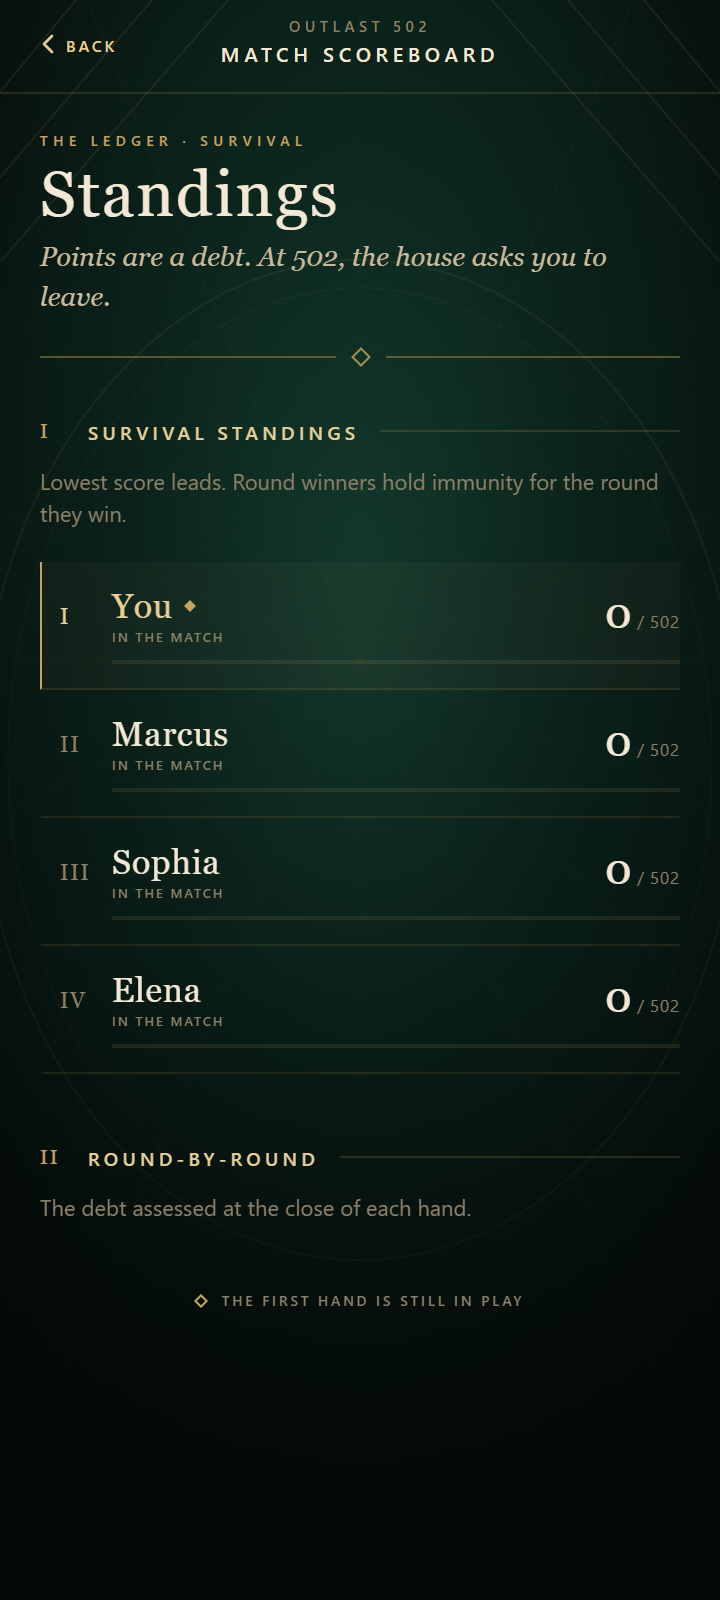 OUTLAST 502
BACK
MATCH SCOREBOARD
THE LEDGER · SURVIVAL
Standings
Points are a debt. At 502, the house asks you to
leave.
I SURVIVAL STANDINGS
Lowest score leads. Round winners hold immunity for the round
they win.
I You 0 / 502
IN THE MATCH
II Marcus 0 / 502
IN THE MATCH
III Sophia 0 / 502
IN THE MATCH
IV Elena 0 / 502
IN THE MATCH
II ROUND-BY-ROUND
The debt assessed at the close of each hand.
THE FIRST HAND IS STILL IN PLAY